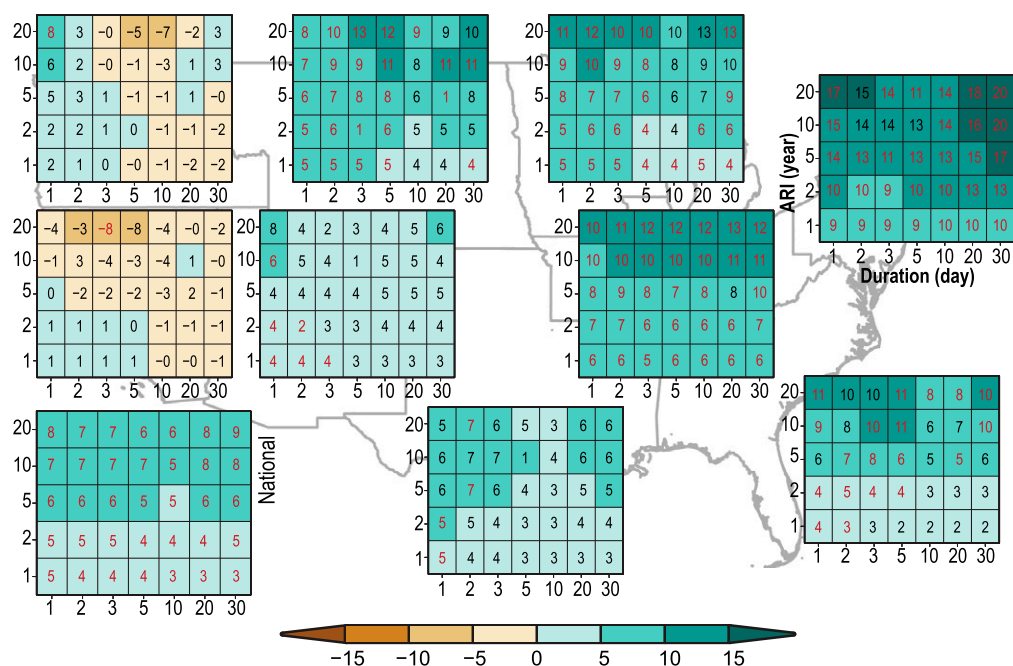 20 8 3 −0 −5 −7 −2 3
10 6 2 −0 −1 −3 1 3
5 5 3 1 −1 −1 1 −0
2 2 2 1 0 −1 −1 −2
1 2 1 0 −0 −1 −2 −2
1 2 3 5 10 20 30
20 8 10 13 12 9 9 10
10 7 9 9 11 8 11 11
5 6 7 8 8 6 1 8
2 5 6 1 6 5 5 5
1 5 5 5 5 4 4 4
1 2 3 5 10 20 30
20 11 12 10 10 10 13 13
10 8 10 9 8 8 9 10
5 8 7 7 6 6 7 9
2 5 6 6 4 4 6 6
1 5 5 5 4 4 5 4
1 2 3 5 10 20 30
ARI (year)
20 17 15 14 11 14 18 20
10 15 14 14 13 14 16 20
5 14 13 11 13 13 15 17
2 10 10 9 10 10 13 13
1 9 9 9 9 10 10 10
1 2 3 5 10 20 30
Duration (day)
20 −4 −3 −8 −8 −4 −0 −2
10 −1 3 −4 −3 −4 1 −0
5 0 −2 −2 −2 −3 2 −1
2 1 1 1 0 −1 −1 −1
1 1 1 1 1 −0 −0 −1
1 2 3 5 10 20 30
20 8 4 2 3 4 5 6
10 6 5 4 1 5 5 4
5 4 4 4 4 5 5 5
2 4 2 3 3 4 4 4
1 4 4 4 3 3 3 3
1 2 3 5 10 20 30
20 10 11 12 12 12 13 12
10 10 10 10 10 10 11 11
5 8 9 8 7 8 8 10
2 7 7 6 6 6 6 7
1 6 6 5 6 6 6 6
1 2 3 5 10 20 30
20 8 7 7 6 6 8 9
10 7 7 7 7 5 8 8
5 6 6 6 5 5 6 6
2 5 5 5 4 4 4 5
1 5 4 4 4 3 3 3
1 2 3 5 10 20 30
National
20 5 7 6 5 3 6 6
10 6 7 7 1 4 6 6
5 6 7 6 4 3 5 5
2 5 5 4 3 3 4 4
1 5 4 4 3 3 3 3
1 2 3 5 10 20 30
20 11 10 10 11 8 8 10
10 9 8 10 11 6 7 10
5 6 7 8 6 5 5 6
2 4 5 4 4 3 3 3
1 4 3 3 2 2 2 2
1 2 3 5 10 20 30
−15 −10 −5 0 5 10 15